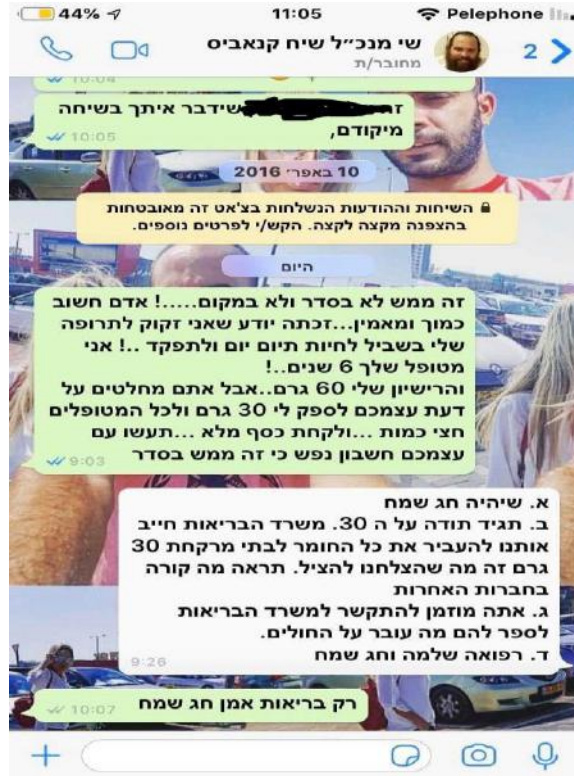 44%
11:05
Pelephone
שי מנכ״ל שיח קנאביס
מחובר/ת
2
10:04
זה שידבר איתך בשיחה
מיקודם,
10:05
10 באפר׳ 2016
השיחות וההודעות הנשלחות בצ'אט זה מאובטחות
בהצפנה מקצה לקצה. הקש/י לפרטים נוספים.
היום
זה ממש לא בסדר ולא במקום.....! אדם חשוב
כמוך ומאמין...זכתה יודע שאני זקוק לתרופה
שלי בשביל לחיות תיום יום ולתפקד ..! אני
מטופל שלך 6 שנים..!
והרישיון שלי 60 גרם..אבל אתם מחלטים על
דעת עצמכם לספק לי 30 גרם ולכל המטופלים
חצי כמות ...ולקחת כסף מלא ...תעשו עם
עצמכם חשבון נפש כי זה ממש בסדר
9:03
א. שיהיה חג שמח
ב. תגיד תודה על ה 30. משרד הבריאות חייב
אותנו להעביר את כל החומר לבתי מרקחת 30
גרם זה מה שהצלחנו להציל. תראה מה קורה
בחברות האחרות
ג. אתה מוזמן להתקשר למשרד הבריאות
לספר להם מה עובר על החולים.
ד. רפואה שלמה וחג שמח
9:26
רק בריאות אמן חג שמח
10:07